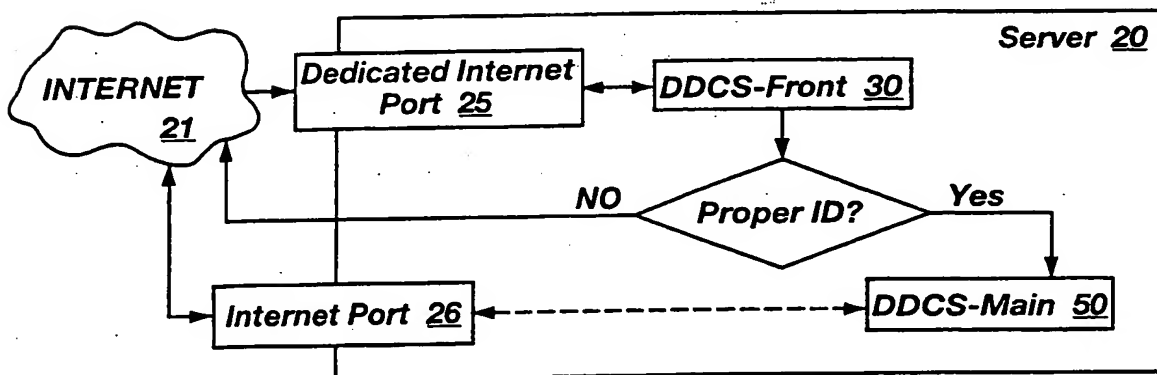 Server 20
INTERNET
21
Dedicated Internet
Port 25
DDCS-Front 30
NO
Proper ID?
Yes
Internet Port 26
DDCS-Main 50